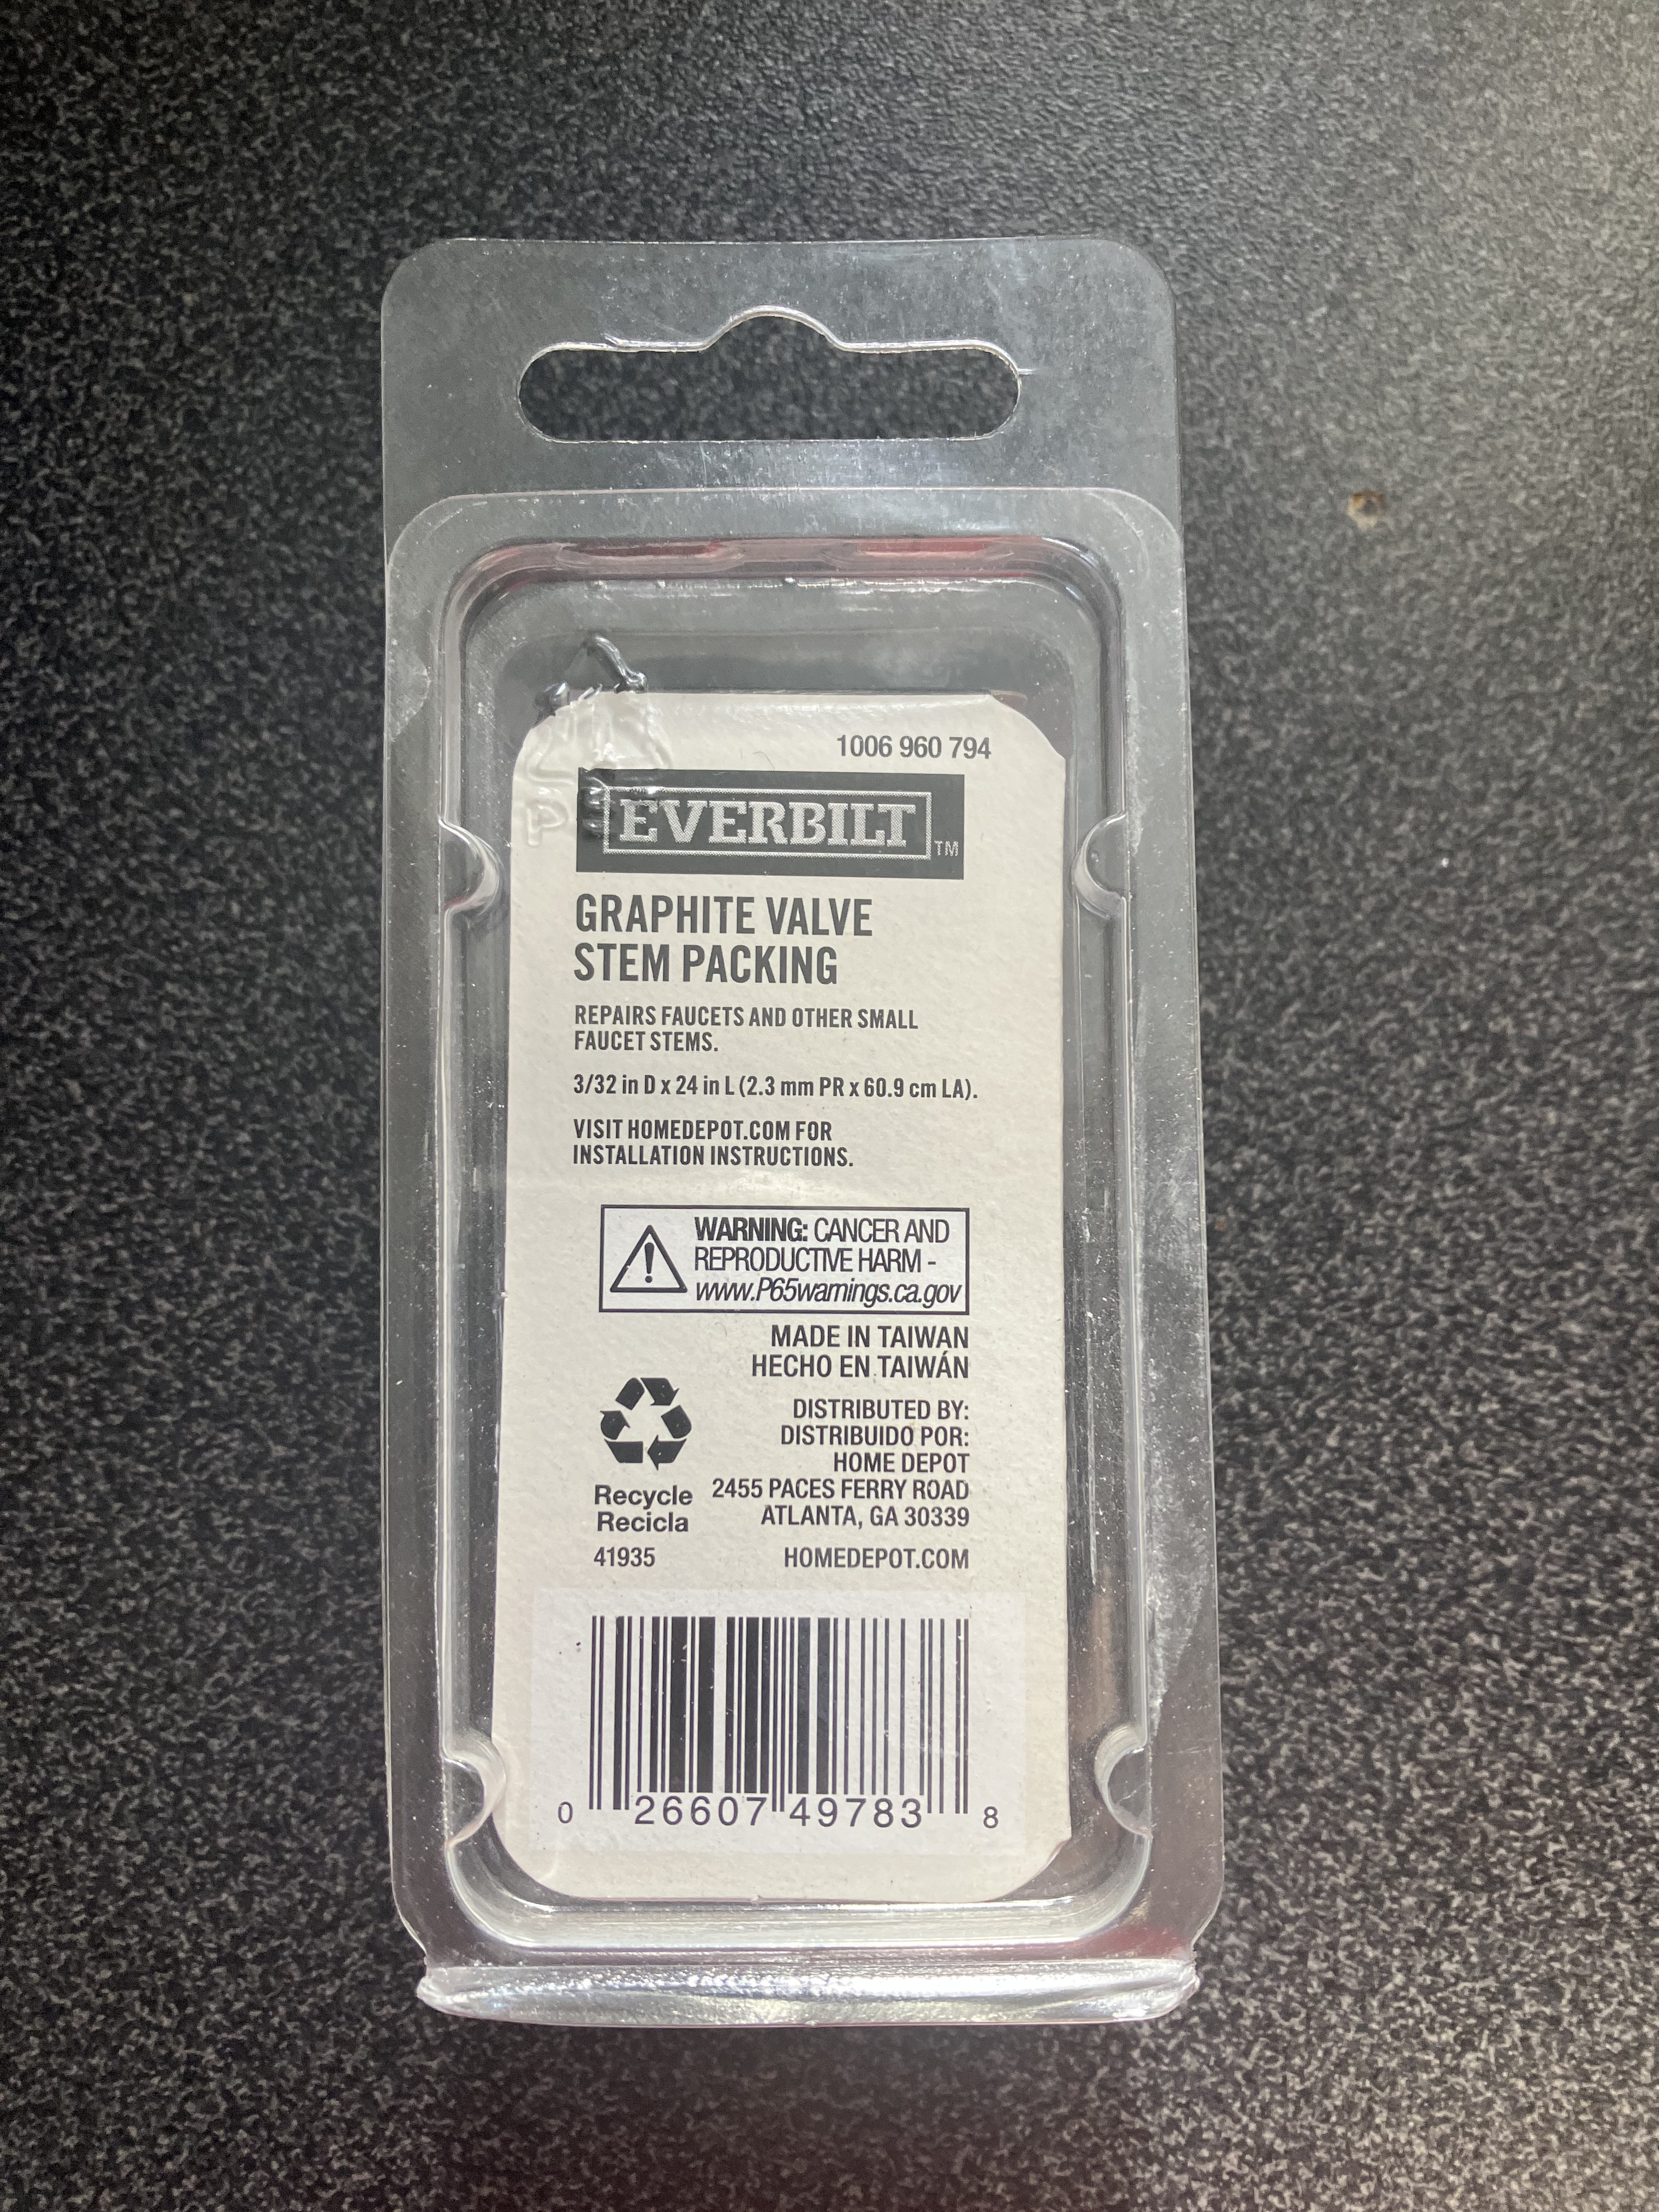 1006 960 794
EVERBILT TM
GRAPHITE VALVE
STEM PACKING
REPAIRS FAUCETS AND OTHER SMALL
FAUCET STEMS.
3/32 in D x 24 in L (2.3 mm PR x 60.9 cm LA).
VISIT HOMEDEPOT.COM FOR
INSTALLATION INSTRUCTIONS.
WARNING: CANCER AND
REPRODUCTIVE HARM -
www.P65warnings.ca.gov
MADE IN TAIWAN
HECHO EN TAIWÁN
DISTRIBUTED BY:
DISTRIBUIDO POR:
HOME DEPOT
2455 PACES FERRY ROAD
ATLANTA, GA 30339
HOMEDEPOT.COM
Recycle
Recicla
41935
0 26607 49783 8